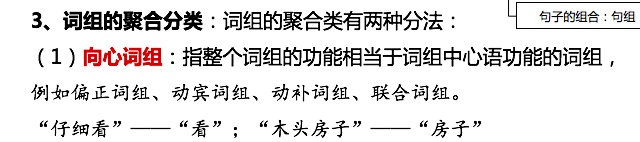 3、词组的聚合分类：词组的聚合类有两种分法：
句子的组合：句组
（1）向心词组：指整个词组的功能相当于词组中心语功能的词组，
例如偏正词组、动宾词组、动补词组、联合词组。
“仔细看”——“看”；“木头房子”——“房子”